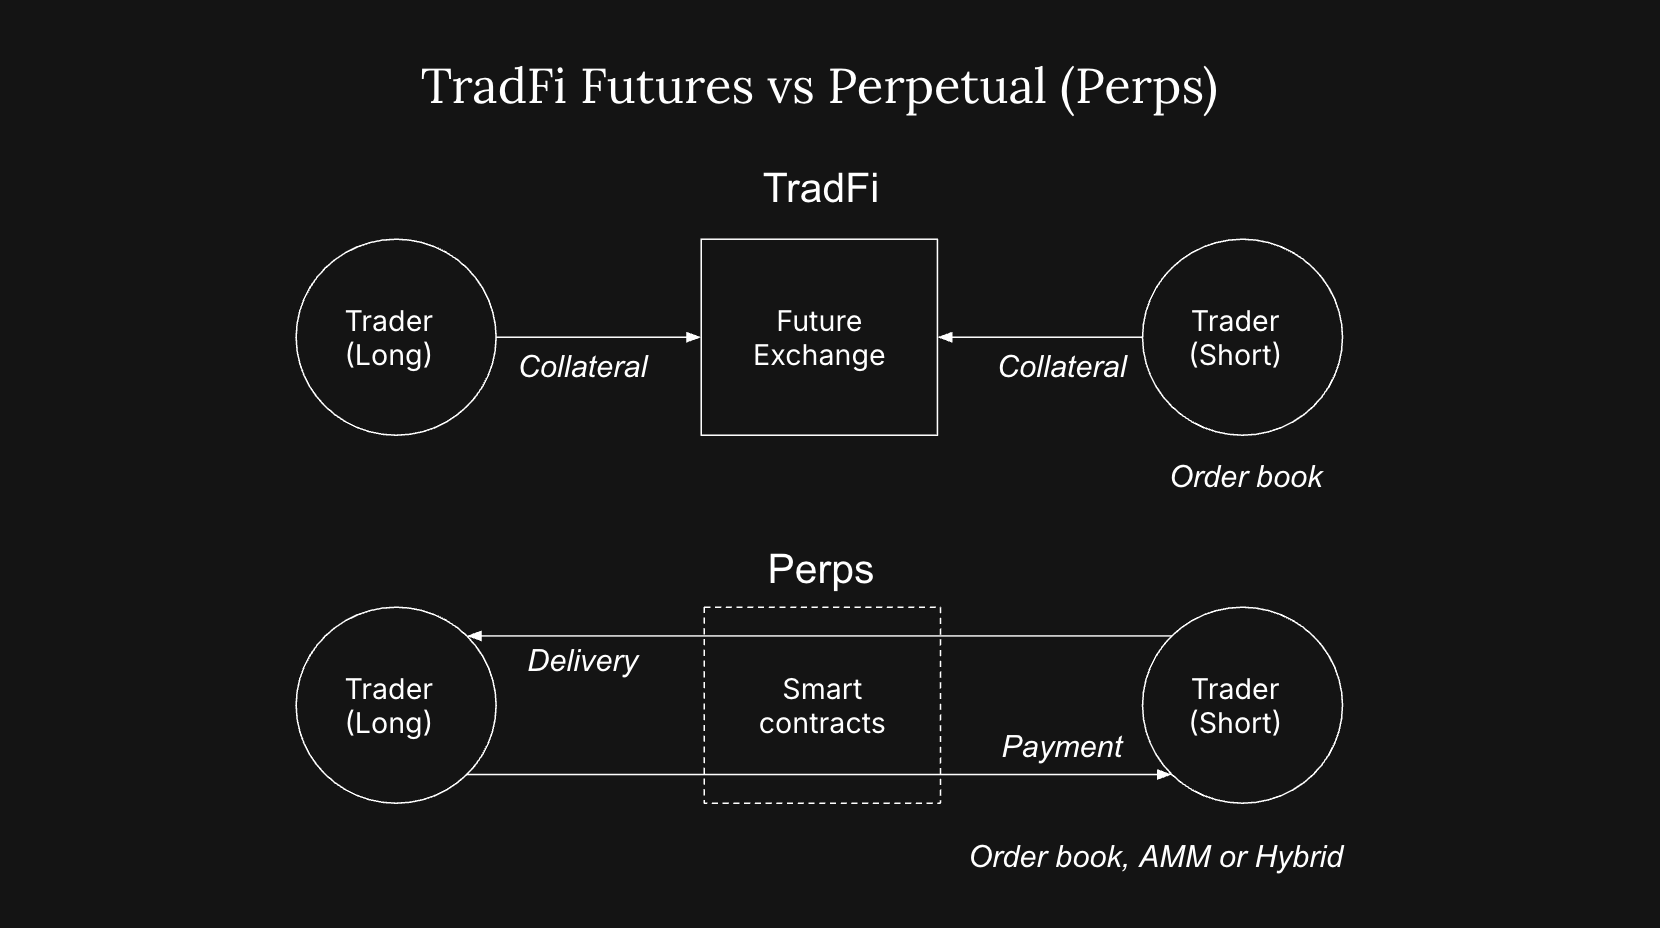 TradFi Futures vs Perpetual (Perps)
TradFi
Trader
(Long)
Collateral
Future
Exchange
Collateral
Trader
(Short)
Order book
Perps
Trader
(Long)
Delivery
Smart
contracts
Payment
Trader
(Short)
Order book, AMM or Hybrid